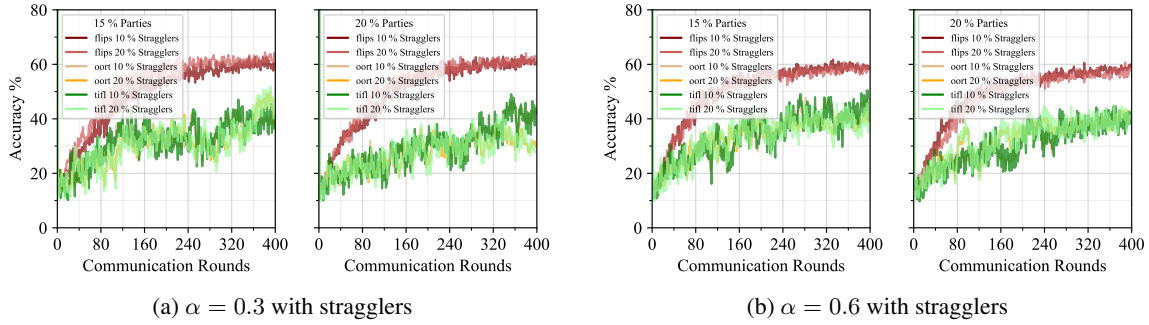 80
60
40
20
0
Accuracy %
15 % Parties
flips 10 % Stragglers
flips 20 % Stragglers
oort 10 % Stragglers
oort 20 % Stragglers
tifl 10 % Stragglers
tifl 20 % Stragglers
0 80 160 240 320 400
Communication Rounds
20 % Parties
flips 10 % Stragglers
flips 20 % Stragglers
oort 10 % Stragglers
oort 20 % Stragglers
tifl 10 % Stragglers
tifl 20 % Stragglers
0 80 160 240 320 400
Communication Rounds
(a) α = 0.3 with stragglers
80
60
40
20
0
Accuracy %
15 % Parties
flips 10 % Stragglers
flips 20 % Stragglers
oort 10 % Stragglers
oort 20 % Stragglers
tifl 10 % Stragglers
tifl 20 % Stragglers
0 80 160 240 320 400
Communication Rounds
20 % Parties
flips 10 % Stragglers
flips 20 % Stragglers
oort 10 % Stragglers
oort 20 % Stragglers
tifl 10 % Stragglers
tifl 20 % Stragglers
0 80 160 240 320 400
Communication Rounds
(b) α = 0.6 with stragglers